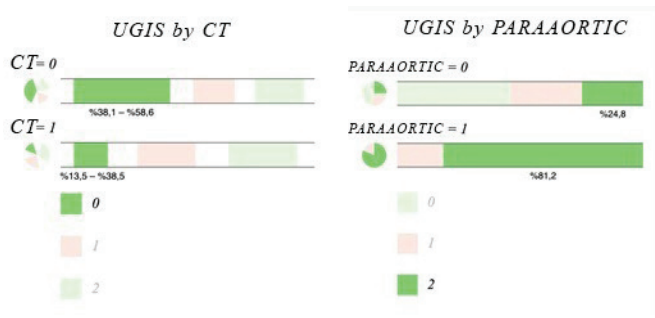 UGIS by CT
CT= 0
%38,1 – %58,6
CT= 1
%13,5 – %38,5
0
1
2
UGIS by PARAAORTIC
PARAAORTIC = 0
%24,8
PARAAORTIC = 1
%81,2
0
1
2